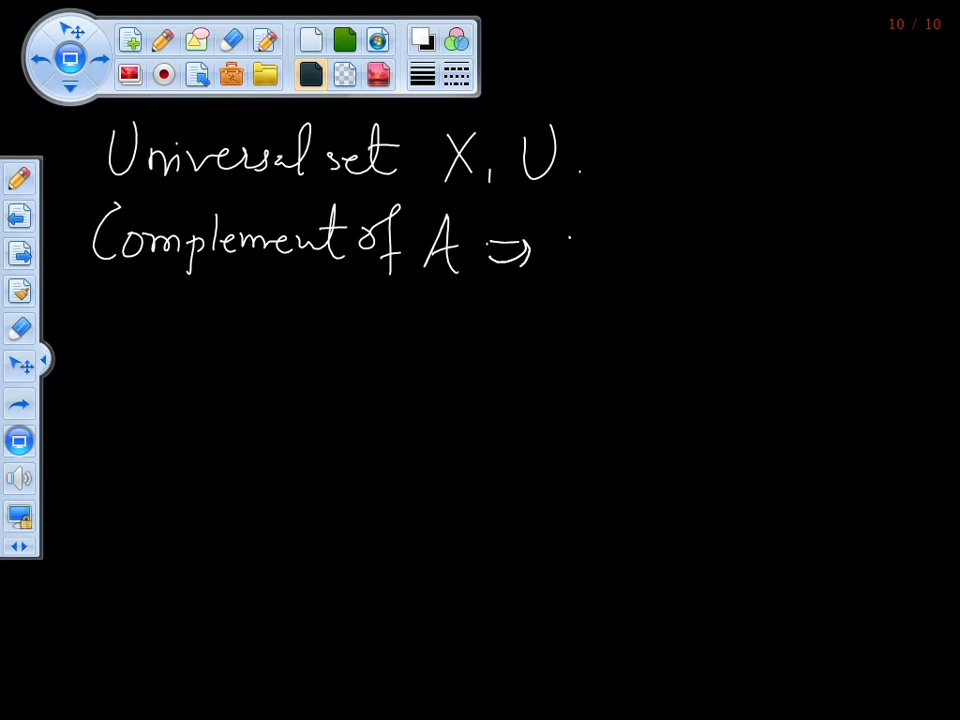 10 / 10
Universal set X, U.
Complement of A ⇒